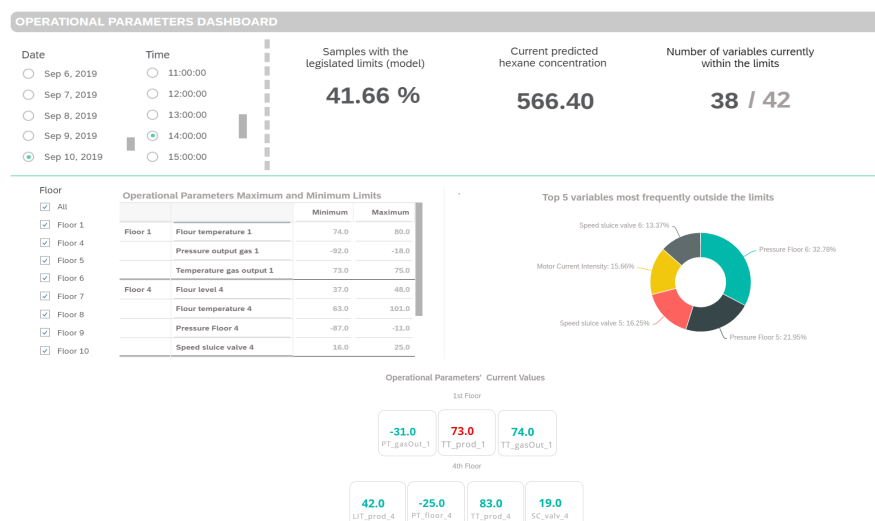 OPERATIONAL PARAMETERS DASHBOARD
Date
Sep 6, 2019
Sep 7, 2019
Sep 8, 2019
Sep 9, 2019
Sep 10, 2019
Time
11:00:00
12:00:00
13:00:00
14:00:00
15:00:00
Samples with the
legislated limits (model)
41.66 %
Current predicted
hexane concentration
566.40
Number of variables currently
within the limits
38 / 42
Floor
All
Floor 1
Floor 4
Floor 5
Floor 6
Floor 7
Floor 8
Floor 9
Floor 10
Operational Parameters Maximum and Minimum Limits
Minimum Maximum
Floor 1 Flour temperature 1 74.0 80.0
Pressure output gas 1 -92.0 -18.0
Temperature gas output 1 73.0 75.0
Floor 4 Flour level 4 37.0 48.0
Flour temperature 4 63.0 101.0
Pressure Floor 4 -87.0 -11.0
Speed sluice valve 4 16.0 25.0
Top 5 variables most frequently outside the limits
Speed sluice valve 6: 13.37%
Pressure Floor 6: 32.78%
Motor Current Intensity: 15.66%
Speed sluice valve 5: 16.25%
Pressure Floor 5: 21.95%
Operational Parameters' Current Values
1st Floor
-31.0 73.0 74.0
PT_gasOut_1 TT_prod_1 TT_gasOut_1
4th Floor
42.0 -25.0 83.0 19.0
LIT_prod_4 PT_floor_4 TT_prod_4 SC_valv_4